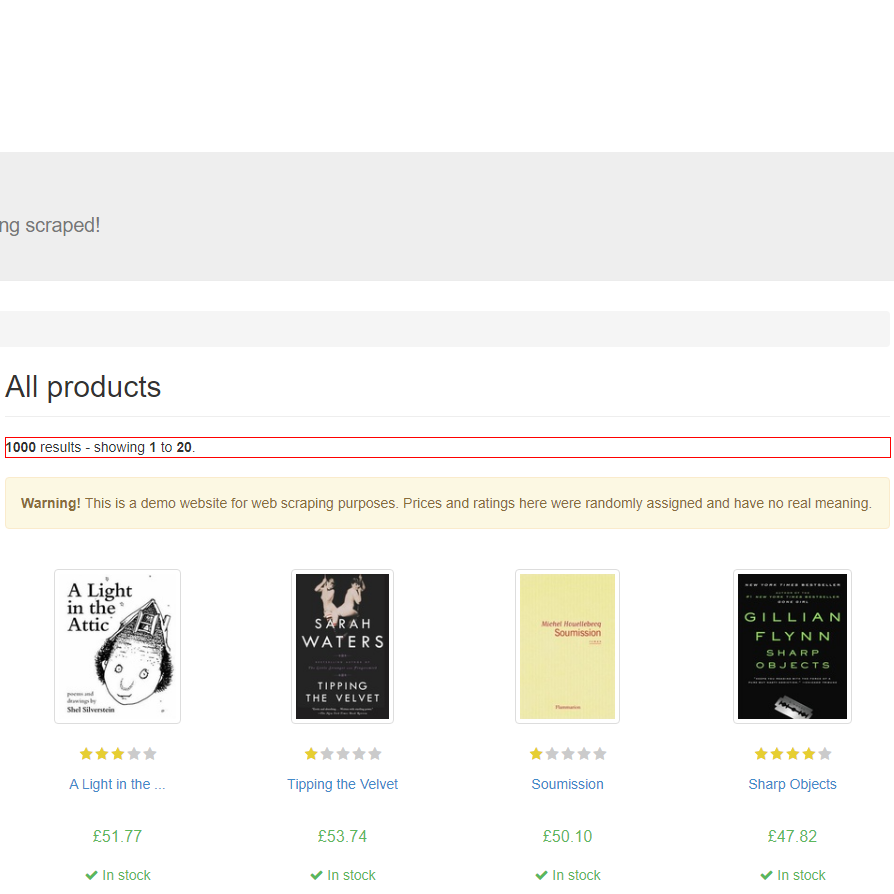 ng scraped!
All products
1000 results - showing 1 to 20.
Warning! This is a demo website for web scraping purposes. Prices and ratings here were randomly assigned and have no real meaning.
A Light
in the
Attic
poems and
drawings by
Shel Silverstein
SARAH
WATERS
TIPPING
THE VELVET
Michel Houellebecq
Soumission
Flammarion
NEW YORK TIMES BESTSELLER
GILLIAN
FLYNN
SHARP
OBJECTS
A Light in the ...
Tipping the Velvet
Soumission
Sharp Objects
£51.77
£53.74
£50.10
£47.82
In stock
In stock
In stock
In stock